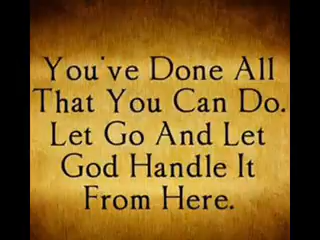 You've Done All
That You Can Do.
Let Go And Let
God Handle It
From Here.